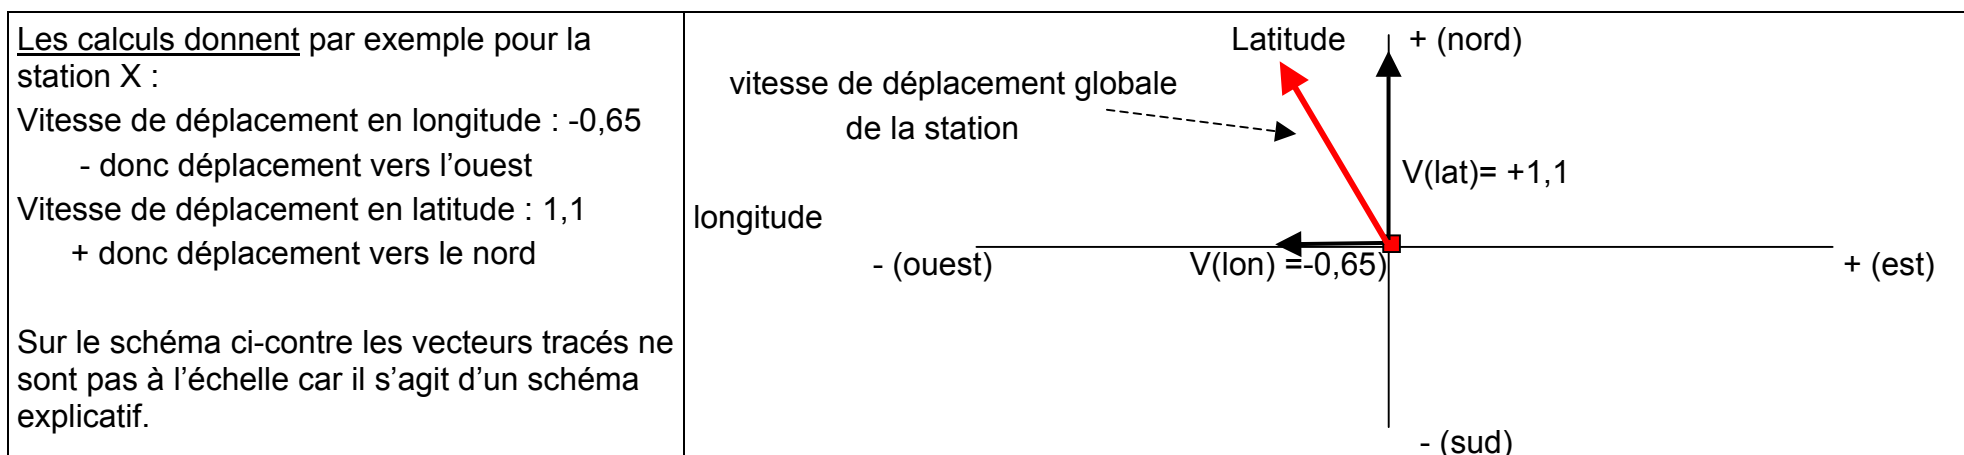 Les calculs donnent par exemple pour la
station X :
Vitesse de déplacement en longitude : -0,65
- donc déplacement vers l’ouest
Vitesse de déplacement en latitude : 1,1
+ donc déplacement vers le nord
Sur le schéma ci-contre les vecteurs tracés ne
sont pas à l’échelle car il s’agit d’un schéma
explicatif.
Latitude
+ (nord)
vitesse de déplacement globale
de la station
V(lat)= +1,1
longitude
- (ouest)
V(lon) =-0,65)
+ (est)
- (sud)